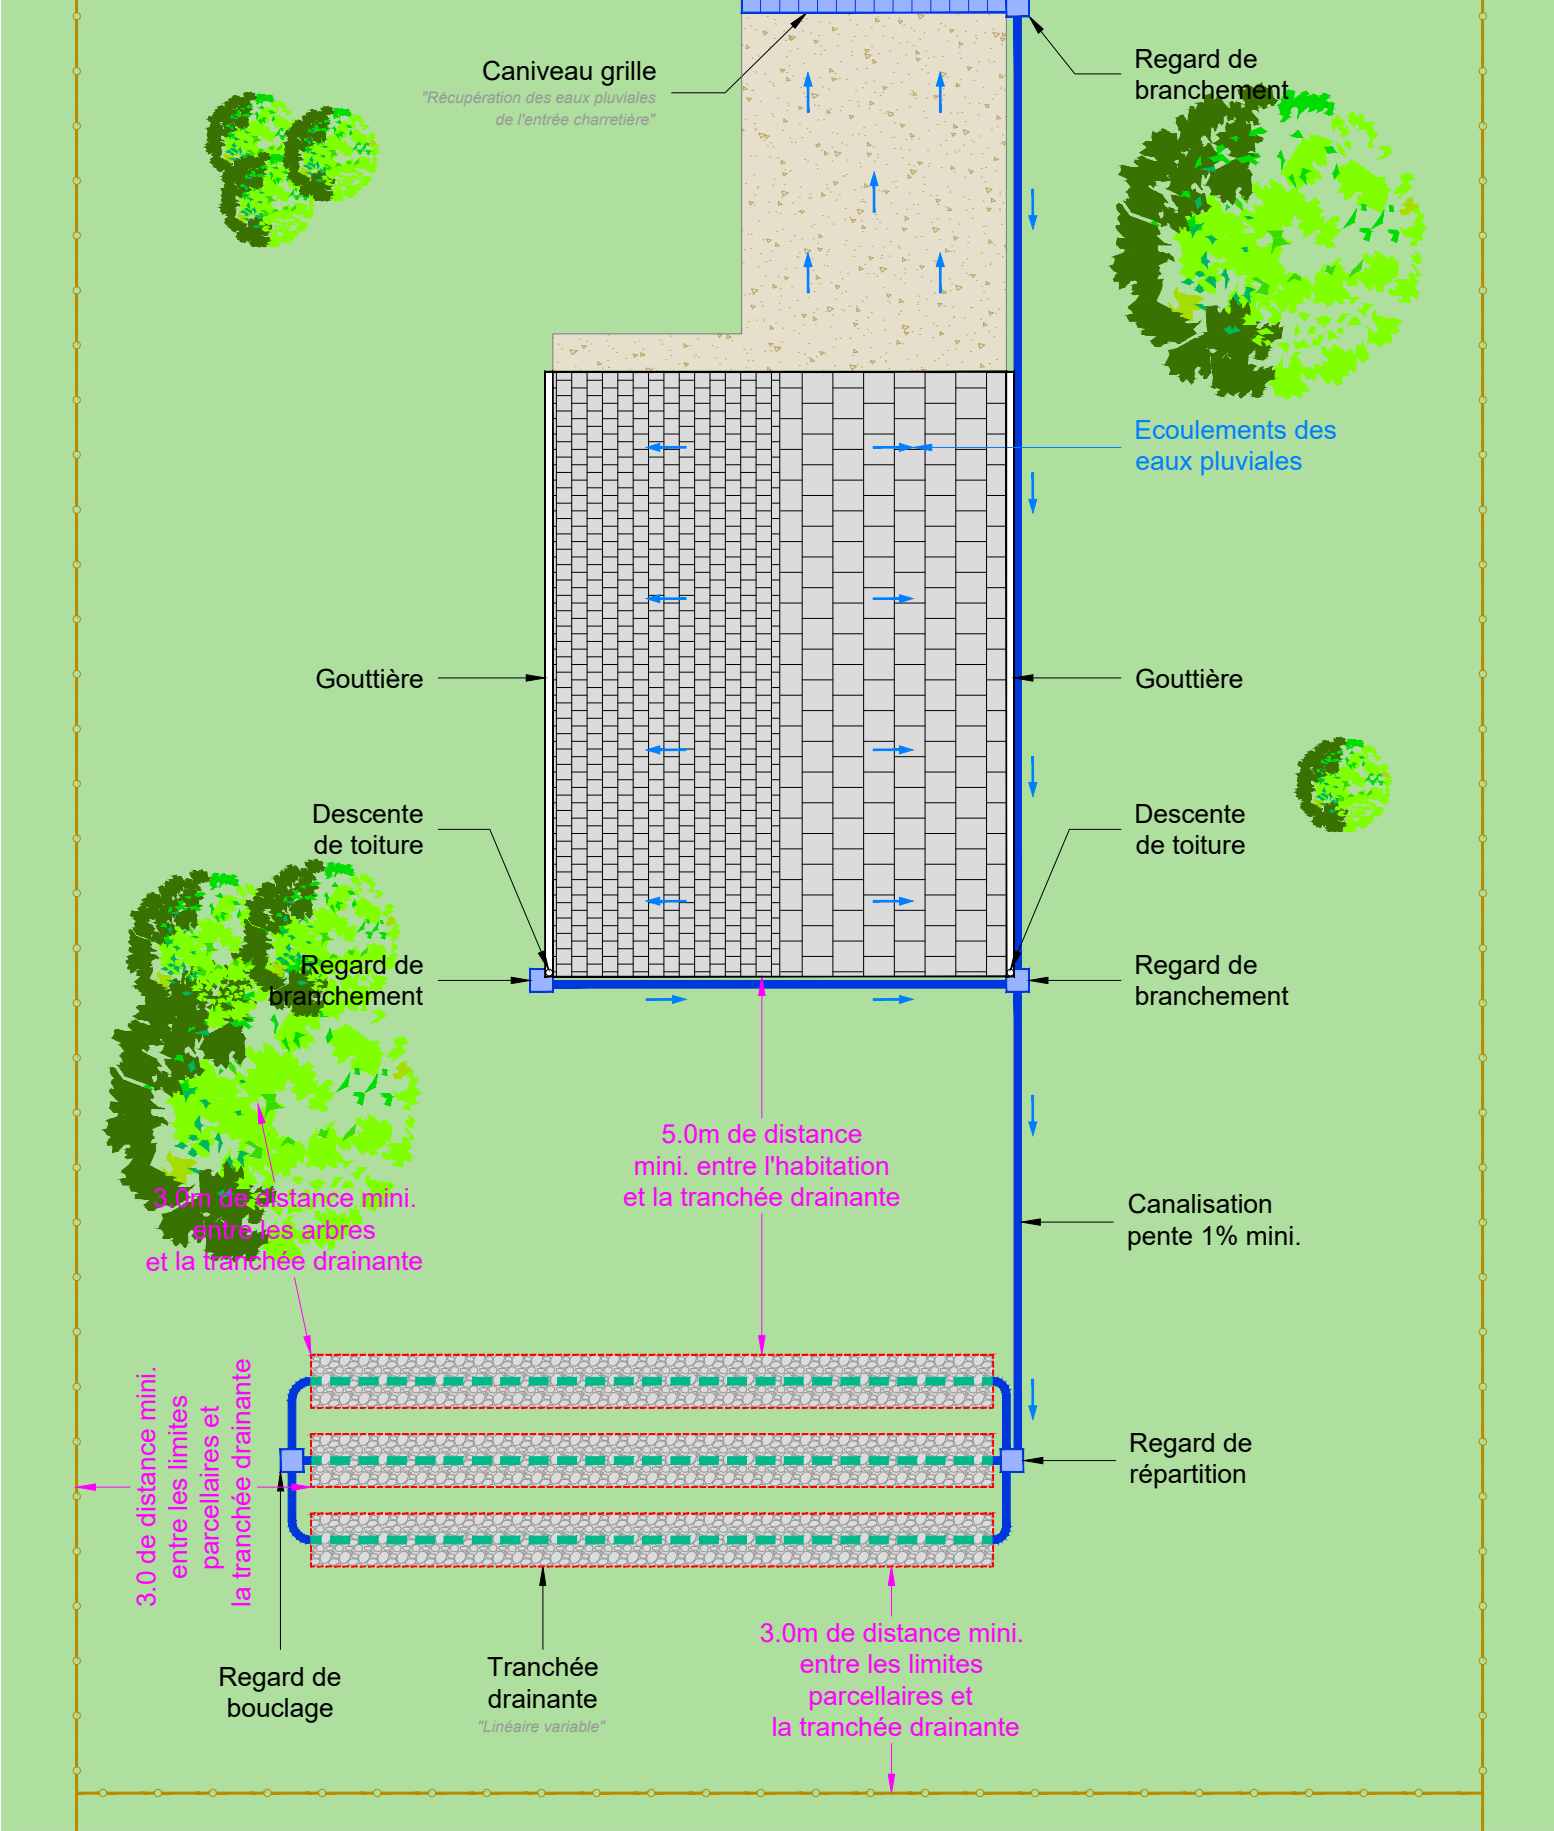 Caniveau grille
"Récupération des eaux pluviales
de l'entrée charretière"
Regard de
branchement
Ecoulements des
eaux pluviales
Gouttière
Gouttière
Descente
de toiture
Descente
de toiture
Regard de
branchement
Regard de
branchement
5.0m de distance
mini. entre l'habitation
et la tranchée drainante
3.0m de distance mini.
entre les arbres
et la tranchée drainante
Canalisation
pente 1% mini.
3.0 de distance mini.
entre les limites
parcellaires et
la tranchée drainante
Regard de
répartition
Regard de
bouclage
Tranchée
drainante
"Linéaire variable"
3.0m de distance mini.
entre les limites
parcellaires et
la tranchée drainante